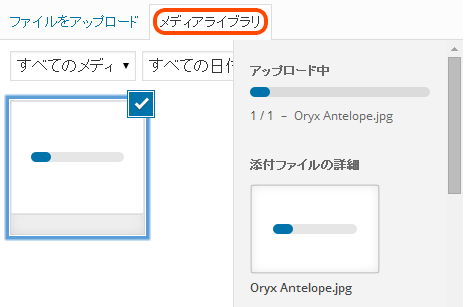 ファイルをアップロード
メディアライブラリ
すべてのメディ
すべての日付
アップロード中
1 / 1 – Oryx Antelope.jpg
添付ファイルの詳細
Oryx Antelope.jpg